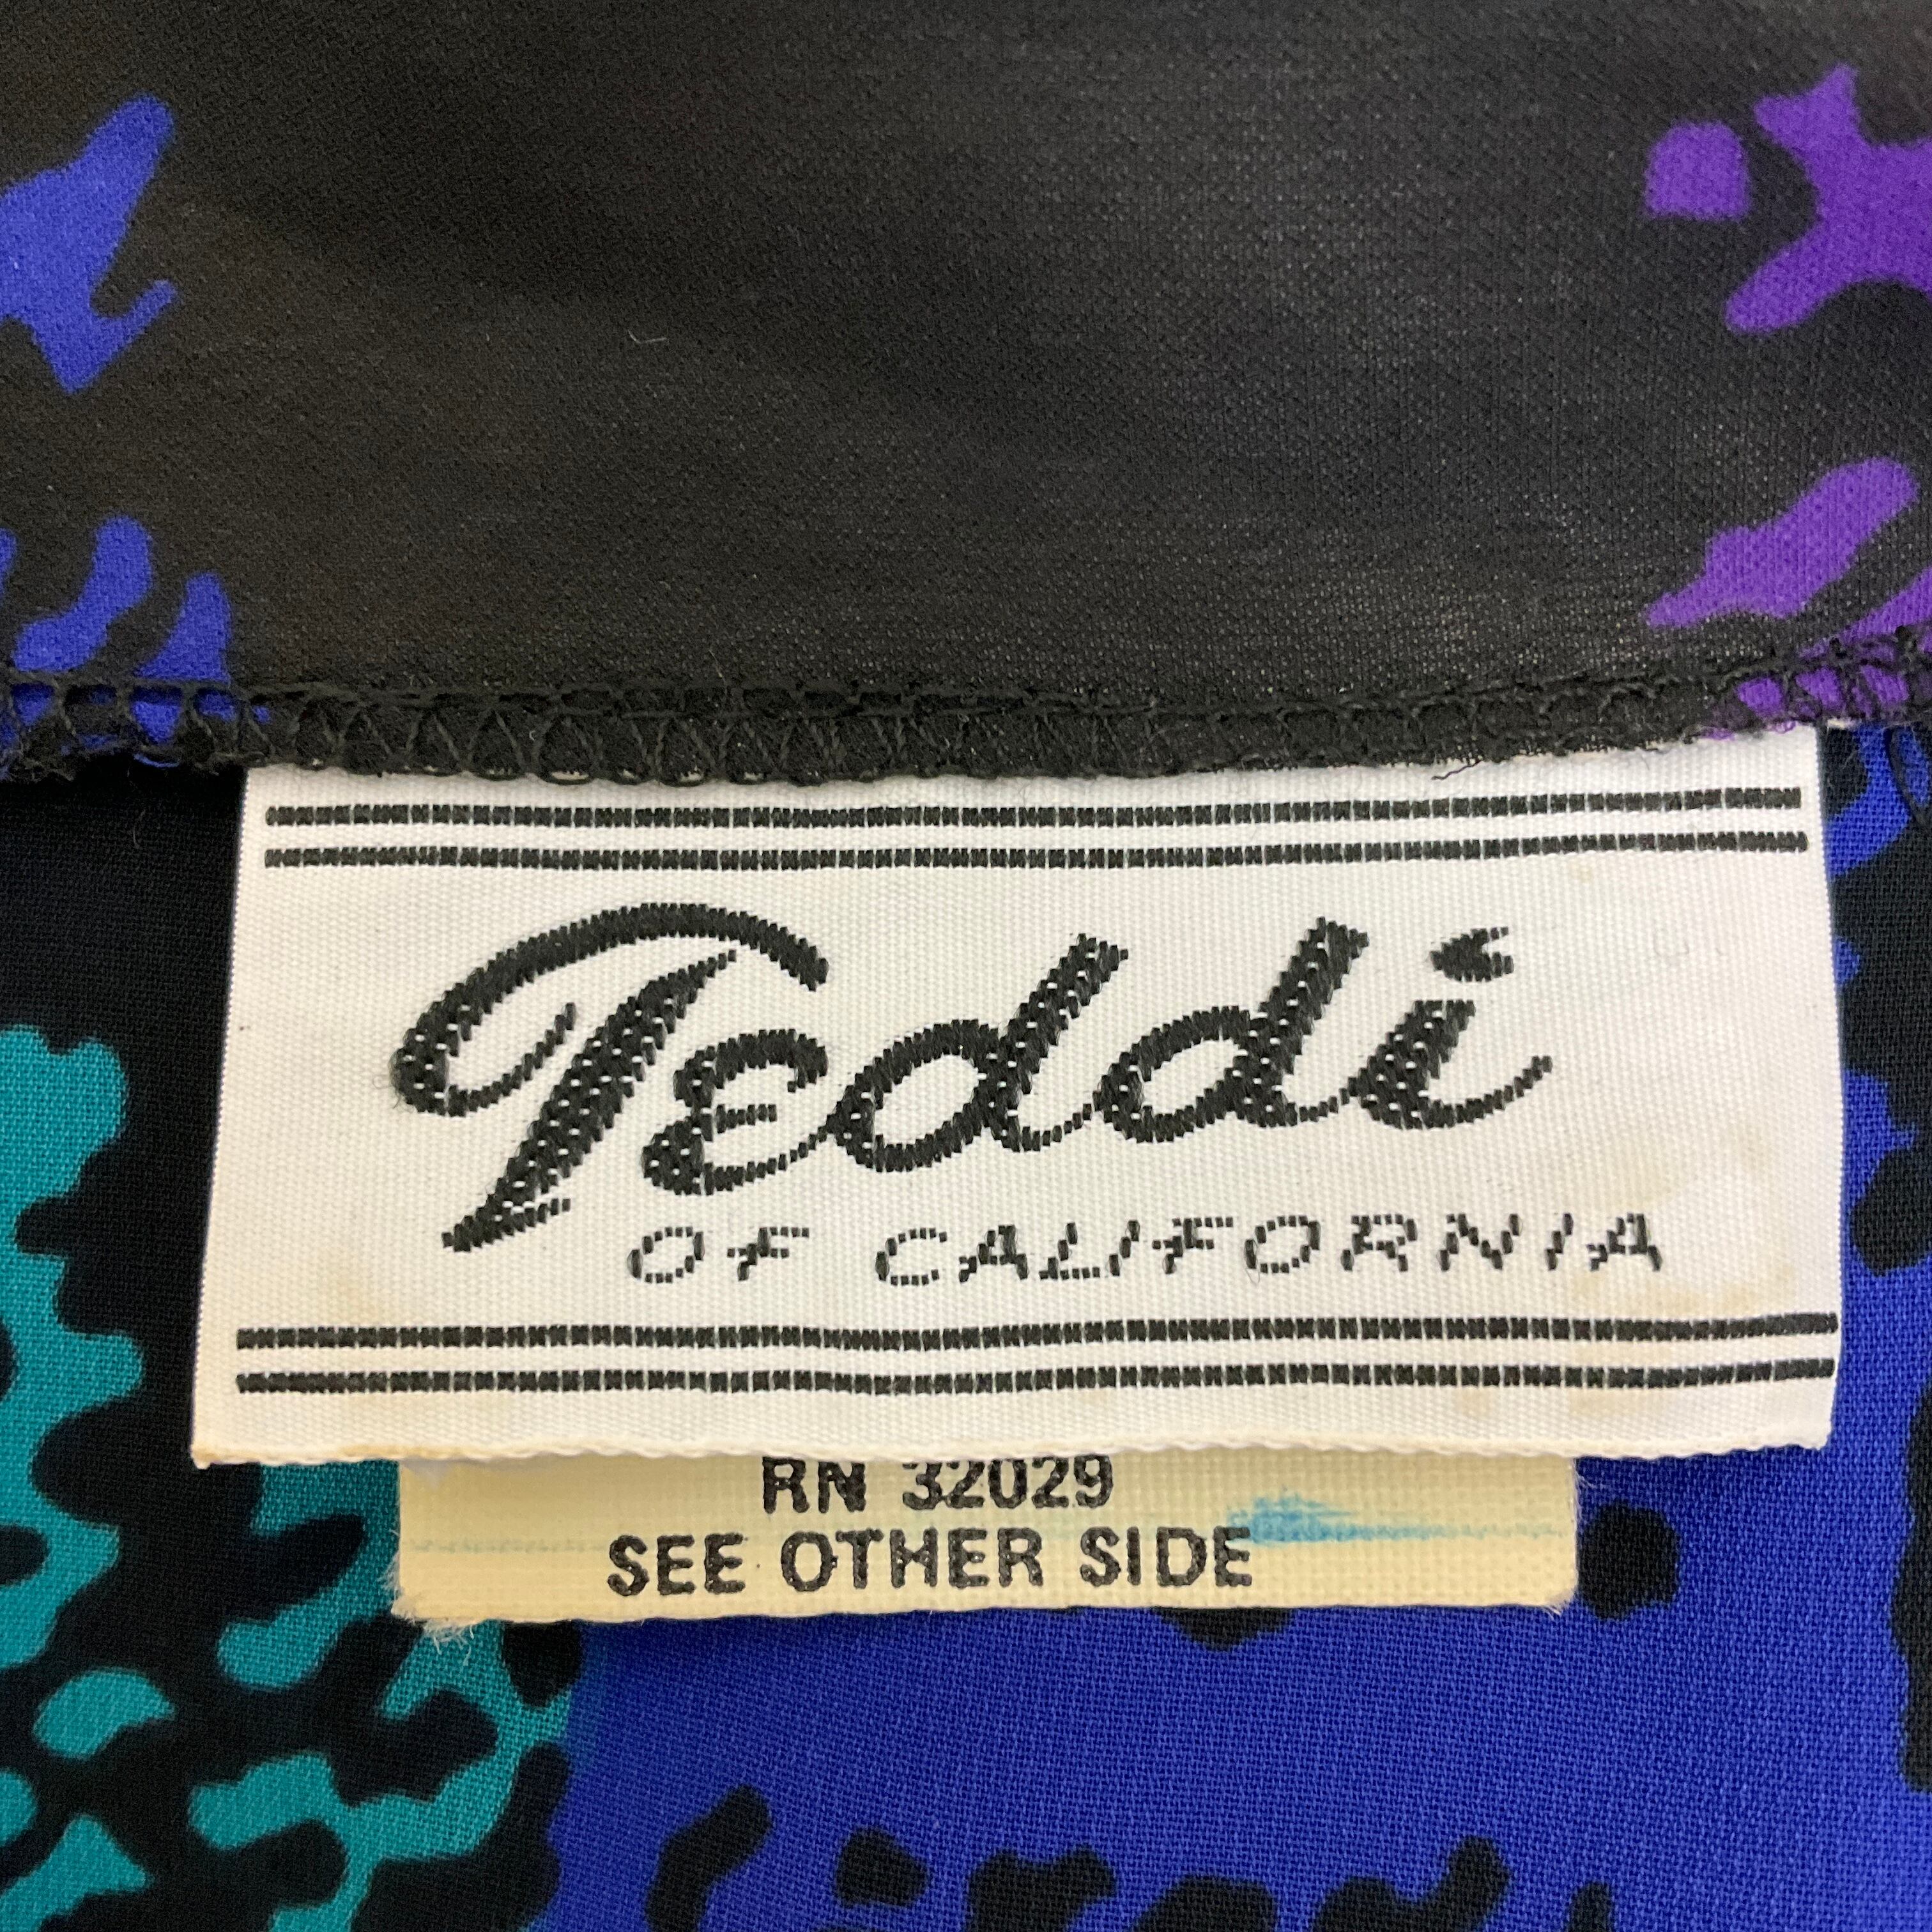 Teddi
OF CALIFORNIA
RN 32029
SEE OTHER SIDE